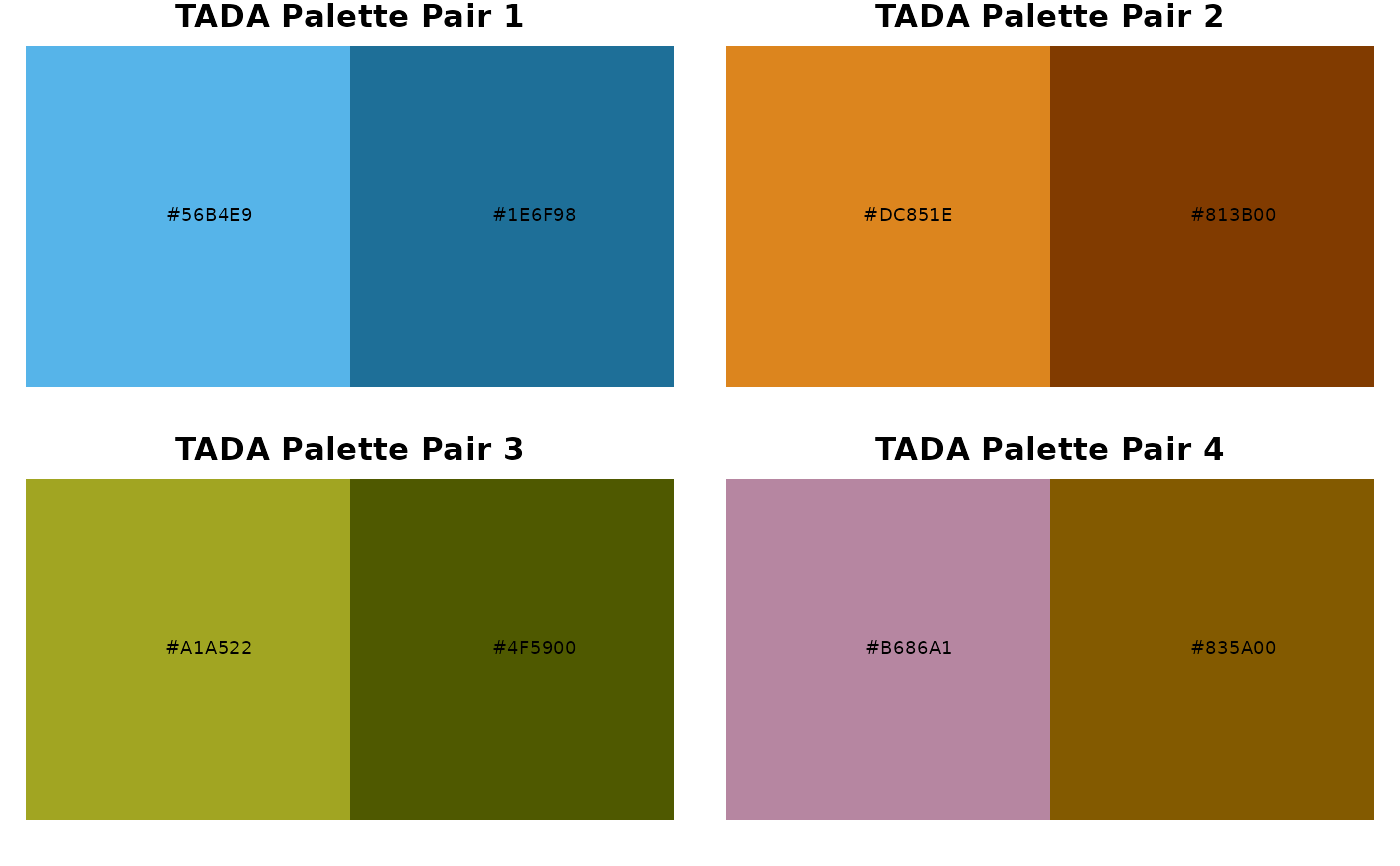 TADA Palette Pair 1
#56B4E9 #1E6F98
TADA Palette Pair 2
#DC851E #813B00
TADA Palette Pair 3
#A1A522 #4F5900
TADA Palette Pair 4
#B686A1 #835A00